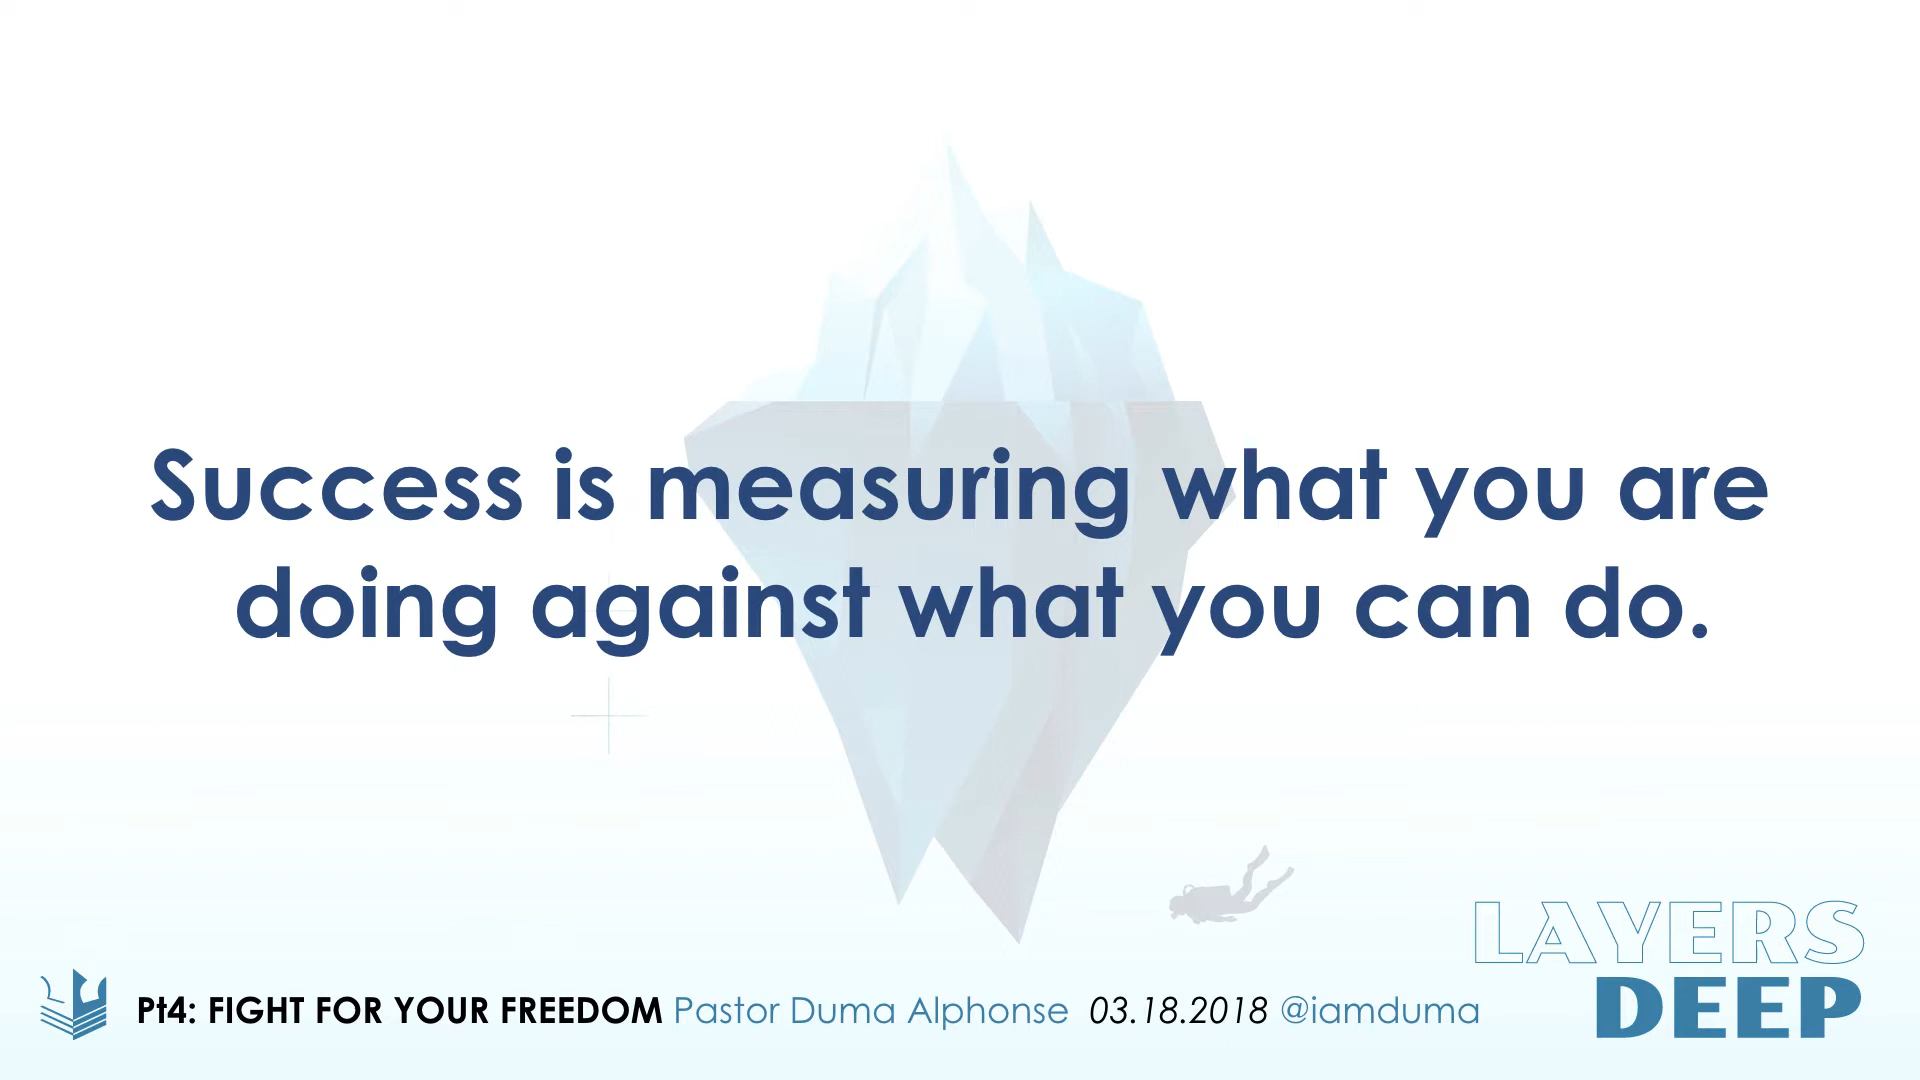 Success is measuring what you are
doing against what you can do.
LAYERS
DEEP
Pt4: FIGHT FOR YOUR FREEDOM Pastor Duma Alphonse 03.18.2018 @iamduma